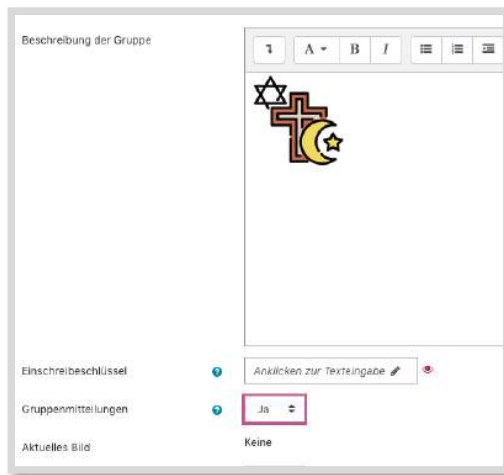 Beschreibung der Gruppe
A B I
Einschreibeschlüssel
Anklicken zur Texteingabe
Gruppenmitteilungen
Ja
Aktuelles Bild
Keine